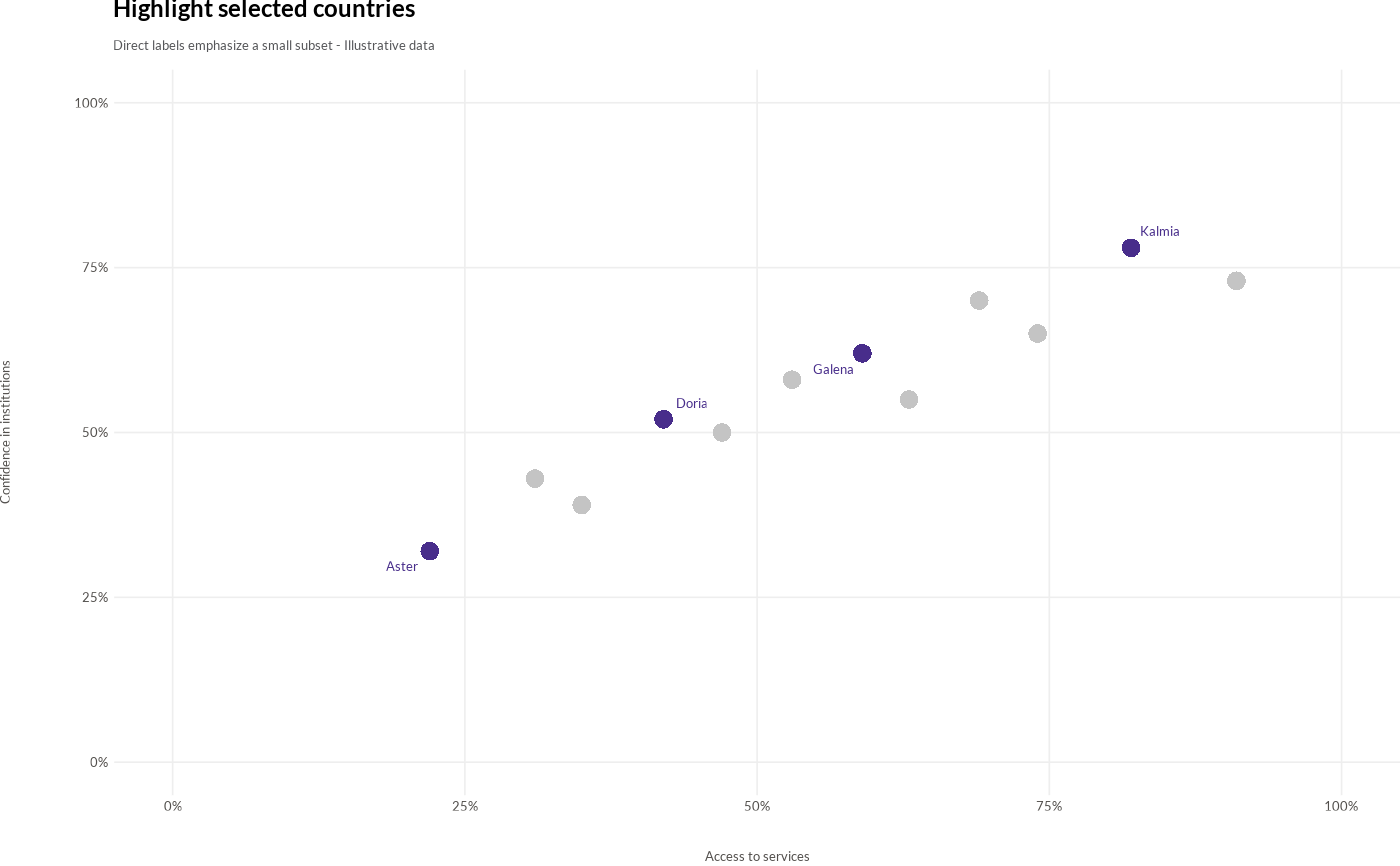 Highlight selected countries
Direct labels emphasize a small subset - Illustrative data
100%
75%
50%
25%
0%
Confidence in institutions
Kalmia
Galena
Doria
Aster
0%
25%
50%
75%
100%
Access to services